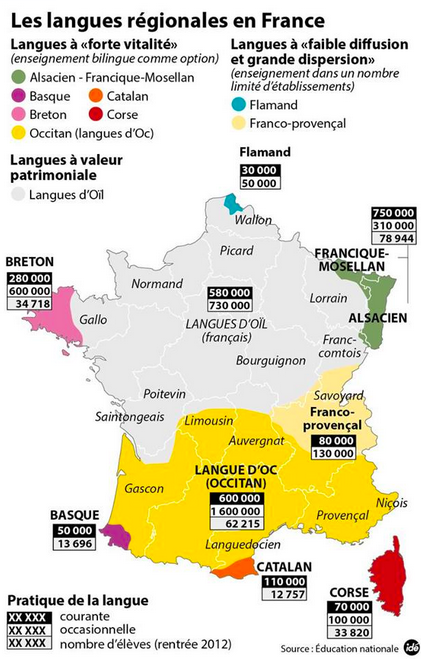 Les langues régionales en France
Langues à «forte vitalité»
(enseignement bilingue comme option)
Alsacien - Francique-Mosellan
Basque
Catalan
Breton
Corse
Occitan (langues d'Oc)
Langues à «faible diffusion
et grande dispersion»
(enseignement dans un nombre
limité d'établissements)
Flamand
Franco-provençal
Langues à valeur
patrimoniale
Langues d'Oïl
Flamand
30 000
50 000
Wallon
750 000
310 000
78 944
Picard
FRANCIQUE-
MOSELLAN
BRETON
280 000
600 000
34 718
Normand
580 000
730 000
Lorrain
ALSACIEN
Gallo
LANGUES D'OÏL
(français)
Franc-
comtois
Bourguignon
Poitevin
Savoyard
Saintongeais
Limousin
Franco-
provençal
80 000
130 000
Auvergnat
LANGUE D'OC
(OCCITAN)
600 000
1 600 000
62 215
Gascon
Niçois
Provençal
BASQUE
50 000
13 696
Languedocien
CATALAN
110 000
12 757
CORSE
70 000
100 000
33 820
Pratique de la langue
XX XXX courante
XX XXX occasionnelle
XX XXX nombre d'élèves (rentrée 2012)
Source : Éducation nationale idé